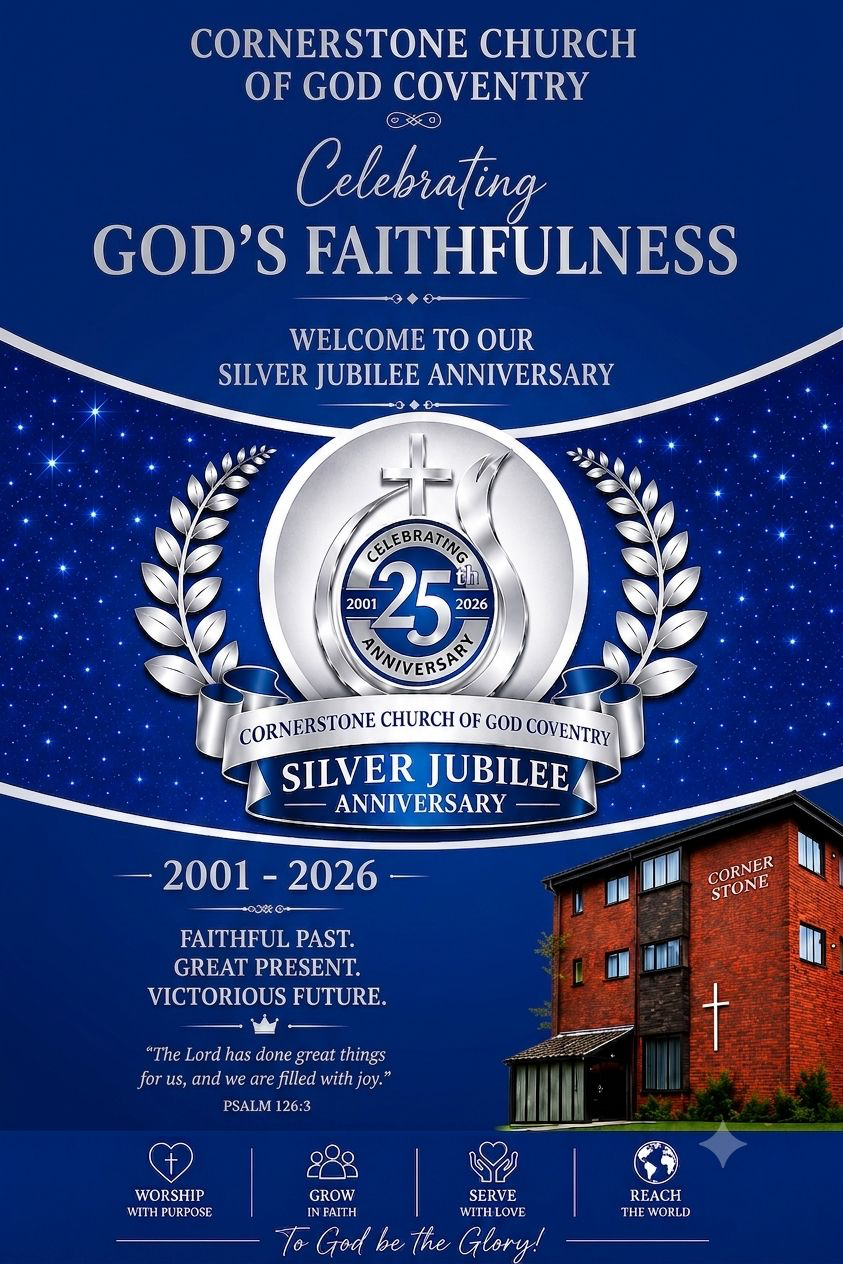 CORNERSTONE CHURCH
OF GOD COVENTRY
Celebrating
GOD'S FAITHFULNESS
WELCOME TO OUR
SILVER JUBILEE ANNIVERSARY
CELEBRATING
25th
2001
2026
ANNIVERSARY
CORNERSTONE CHURCH OF GOD COVENTRY
SILVER JUBILEE
ANNIVERSARY
2001 - 2026
FAITHFUL PAST.
GREAT PRESENT.
VICTORIOUS FUTURE.
“The Lord has done great things
for us, and we are filled with joy.”
PSALM 126:3
CORNER
STONE
WORSHIP
WITH PURPOSE
GROW
IN FAITH
SERVE
WITH LOVE
REACH
THE WORLD
To God be the Glory!